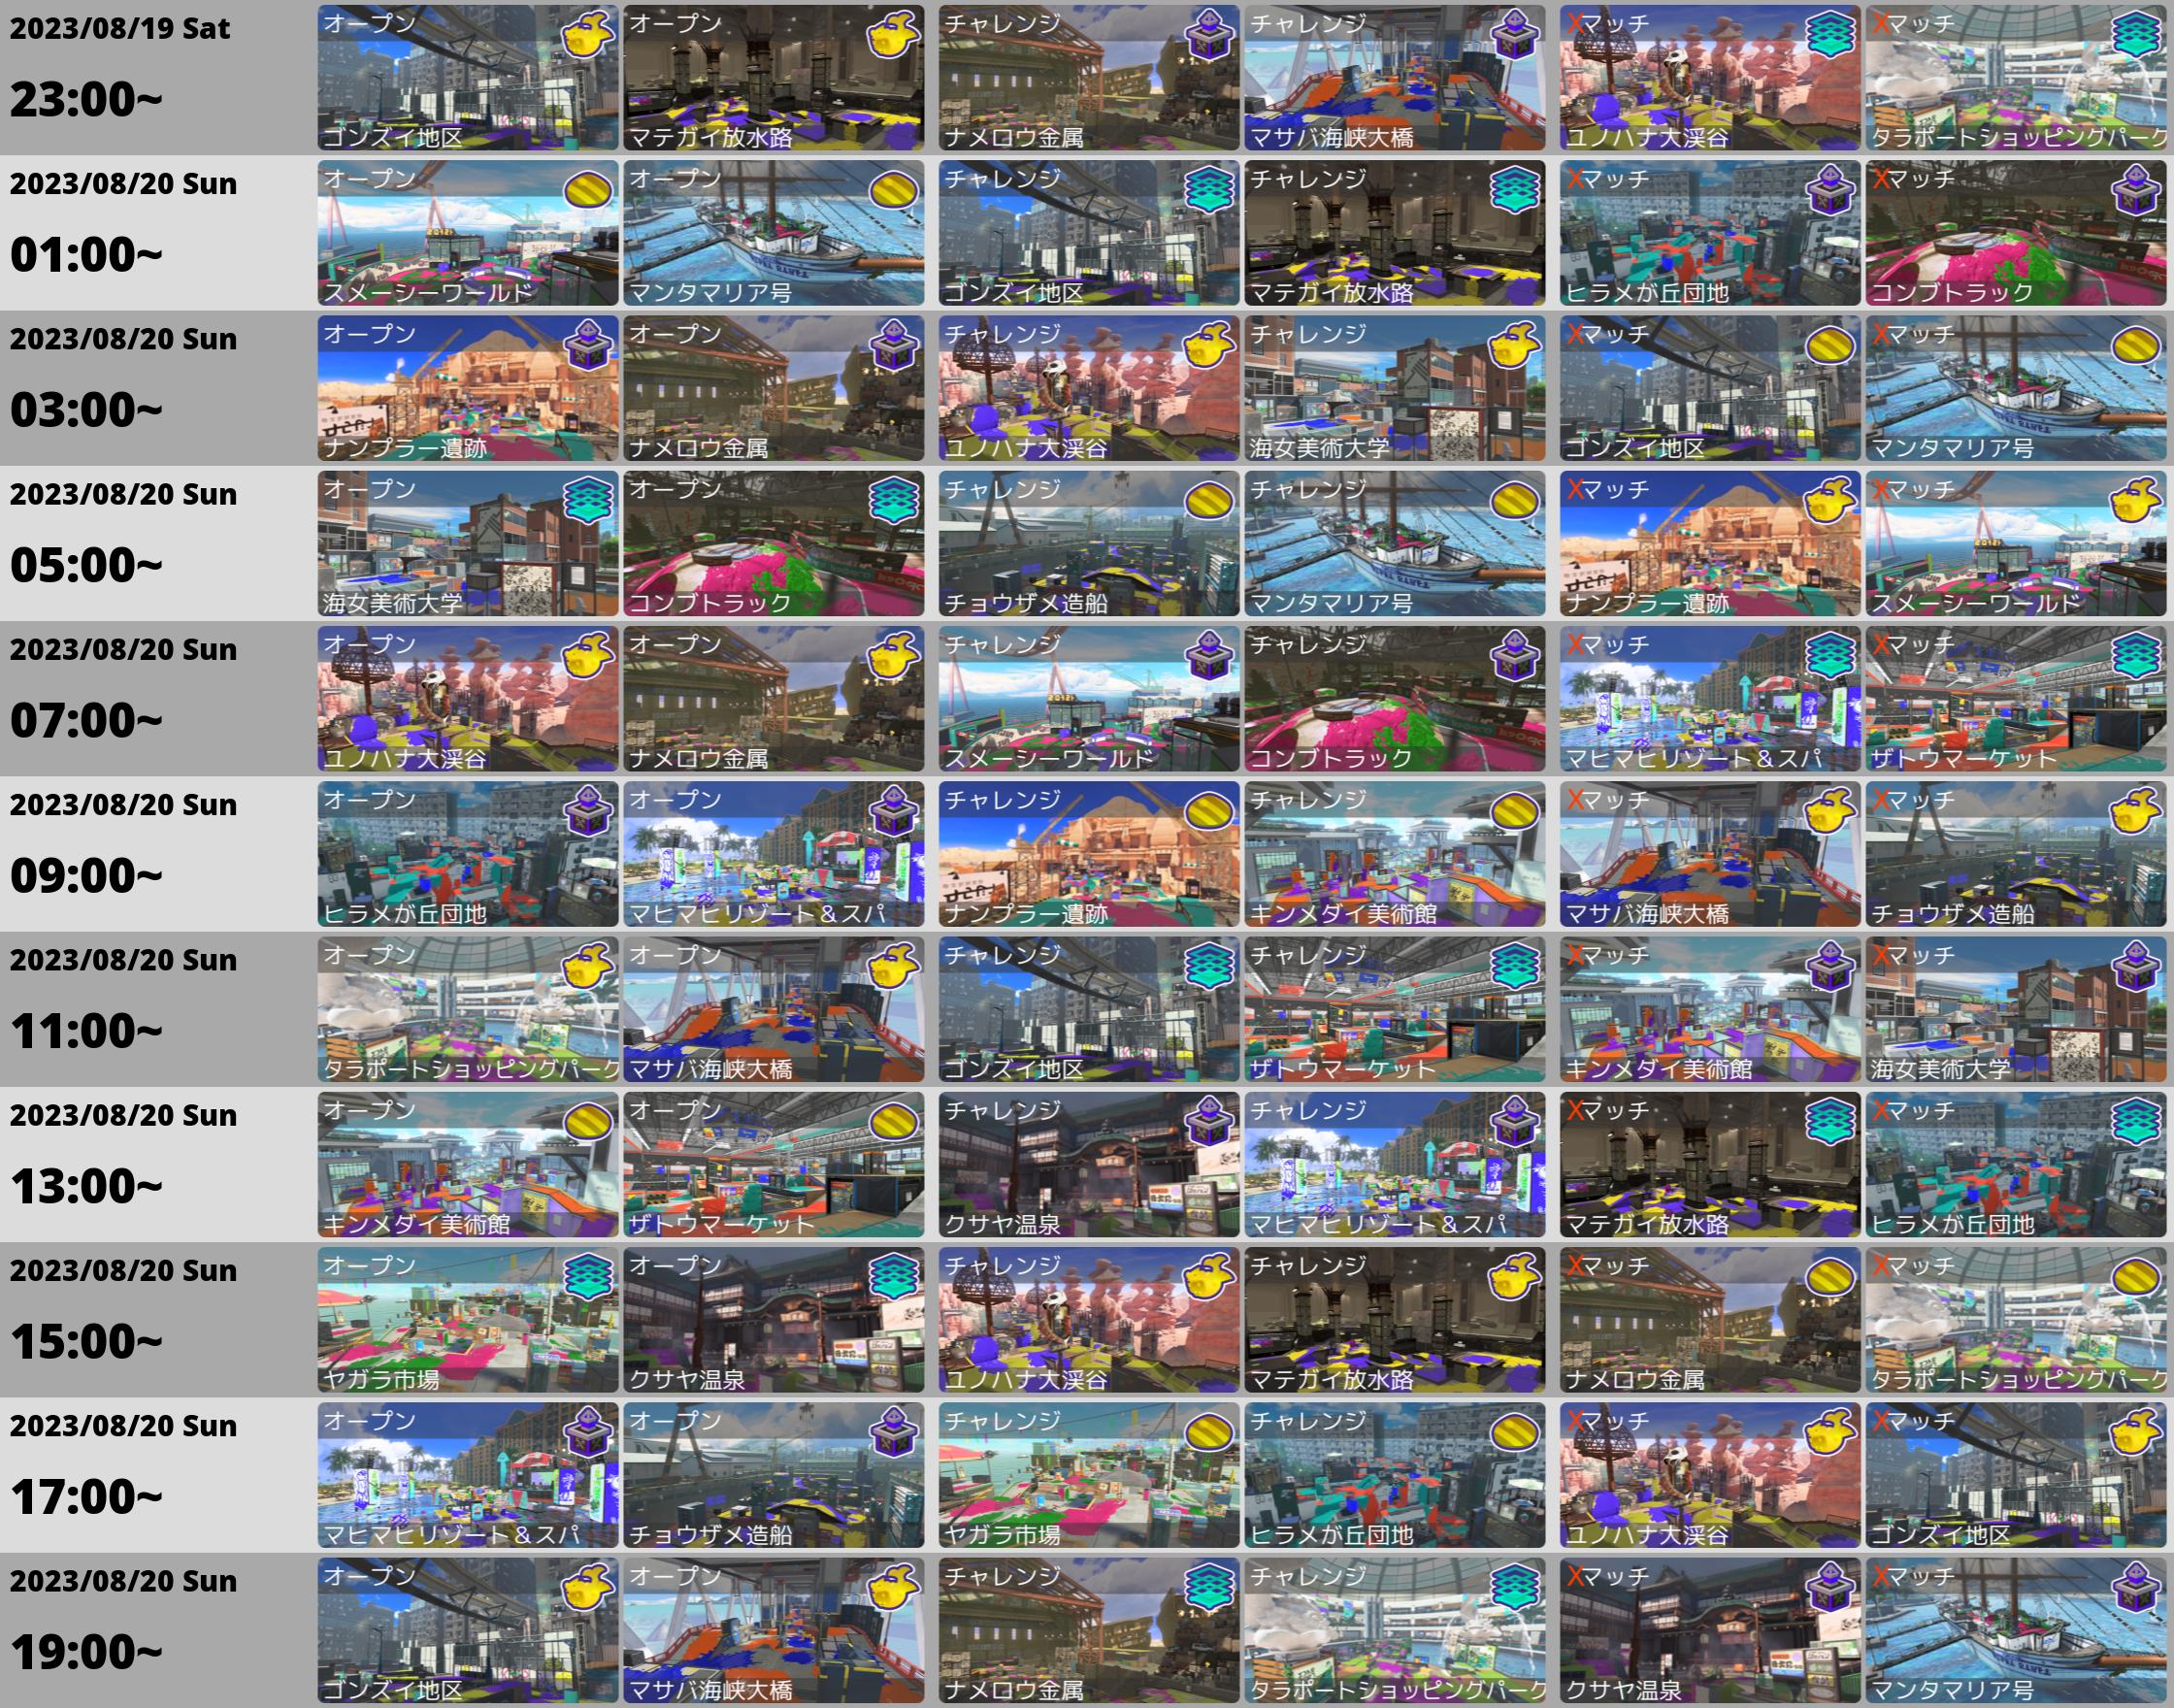 2023/08/19 Sat
23:00~
オープン オープン チャレンジ チャレンジ Xマッチ Xマッチ
ゴンズイ地区 マテガイ放水路 ナメロウ金属 マサバ海峡大橋 ユノハナ大渓谷 タラポートショッピングパーク
2023/08/20 Sun
01:00~
オープン オープン チャレンジ チャレンジ Xマッチ Xマッチ
スメーシーワールド マンタマリア号 ゴンズイ地区 マテガイ放水路 ヒラメが丘団地 コンブトラック
2023/08/20 Sun
03:00~
オープン オープン チャレンジ チャレンジ Xマッチ Xマッチ
ナンプラー遺跡 ナメロウ金属 ユノハナ大渓谷 海女美術大学 ゴンズイ地区 マンタマリア号
2023/08/20 Sun
05:00~
オープン オープン チャレンジ チャレンジ Xマッチ Xマッチ
海女美術大学 コンブトラック チョウザメ造船 マンタマリア号 ナンプラー遺跡 スメーシーワールド
2023/08/20 Sun
07:00~
オープン オープン チャレンジ チャレンジ Xマッチ Xマッチ
ユノハナ大渓谷 ナメロウ金属 スメーシーワールド コンブトラック マヒマヒリゾート＆スパ ザトウマーケット
2023/08/20 Sun
09:00~
オープン オープン チャレンジ チャレンジ Xマッチ Xマッチ
ヒラメが丘団地 マヒマヒリゾート＆スパ ナンプラー遺跡 キンメダイ美術館 マサバ海峡大橋 チョウザメ造船
2023/08/20 Sun
11:00~
オープン オープン チャレンジ チャレンジ Xマッチ Xマッチ
タラポートショッピングパーク マサバ海峡大橋 ゴンズイ地区 ザトウマーケット キンメダイ美術館 海女美術大学
2023/08/20 Sun
13:00~
オープン オープン チャレンジ チャレンジ Xマッチ Xマッチ
キンメダイ美術館 ザトウマーケット クサヤ温泉 マヒマヒリゾート＆スパ マテガイ放水路 ヒラメが丘団地
2023/08/20 Sun
15:00~
オープン オープン チャレンジ チャレンジ Xマッチ Xマッチ
ヤガラ市場 クサヤ温泉 ユノハナ大渓谷 マテガイ放水路 ナメロウ金属 タラポートショッピングパーク
2023/08/20 Sun
17:00~
オープン オープン チャレンジ チャレンジ Xマッチ Xマッチ
マヒマヒリゾート＆スパ チョウザメ造船 ヤガラ市場 ヒラメが丘団地 ユノハナ大渓谷 ゴンズイ地区
2023/08/20 Sun
19:00~
オープン オープン チャレンジ チャレンジ Xマッチ Xマッチ
ゴンズイ地区 マサバ海峡大橋 ナメロウ金属 タラポートショッピングパーク クサヤ温泉 マンタマリア号